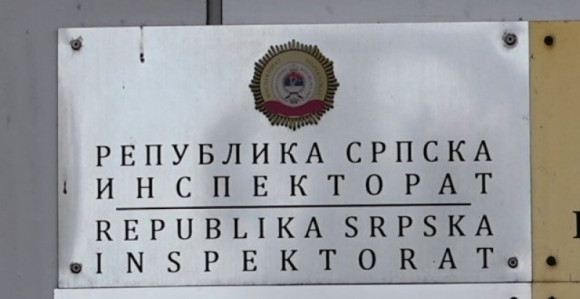 РЕПУБЛИКА СРПСКА
ИНСПЕКТОРАТ
REPUBLIKA SRPSKA
INSPEKTORAT